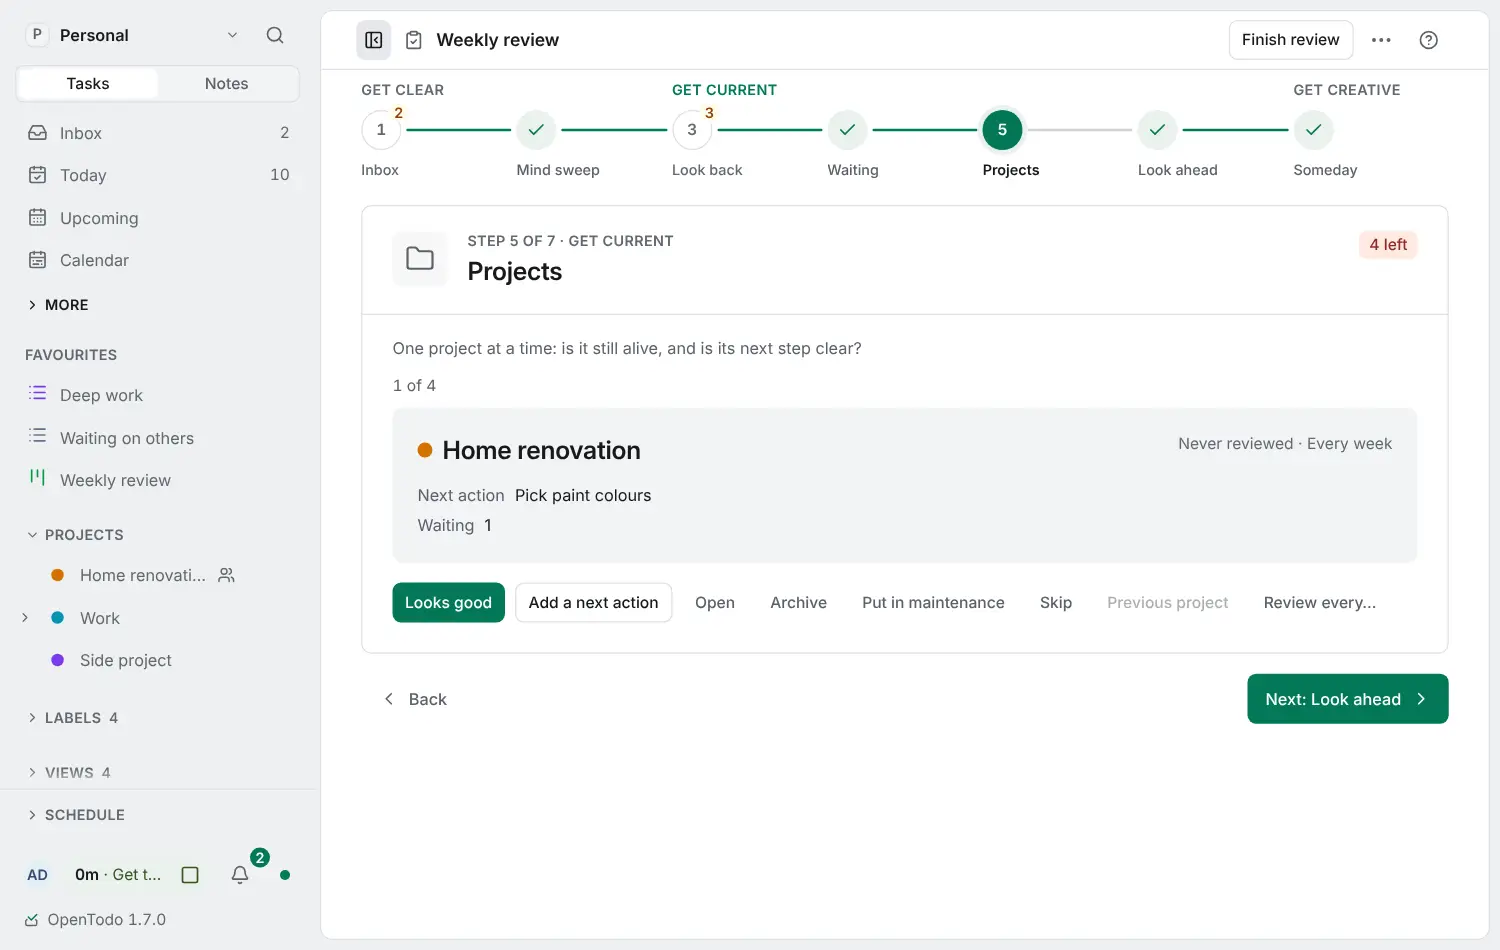 P Personal
Tasks Notes
Inbox 2
Today 10
Upcoming
Calendar
MORE
FAVOURITES
Deep work
Waiting on others
Weekly review
PROJECTS
Home renovati...
Work
Side project
LABELS 4
VIEWS 4
SCHEDULE
AD 0m · Get t... 2
OpenTodo 1.7.0
Weekly review Finish review
GET CLEAR GET CURRENT GET CREATIVE
1 2 3 3 5
Inbox Mind sweep Look back Waiting Projects Look ahead Someday
STEP 5 OF 7 · GET CURRENT 4 left
Projects
One project at a time: is it still alive, and is its next step clear?
1 of 4
Home renovation Never reviewed · Every week
Next action Pick paint colours
Waiting 1
Looks good Add a next action Open Archive Put in maintenance Skip Previous project Review every...
Back Next: Look ahead